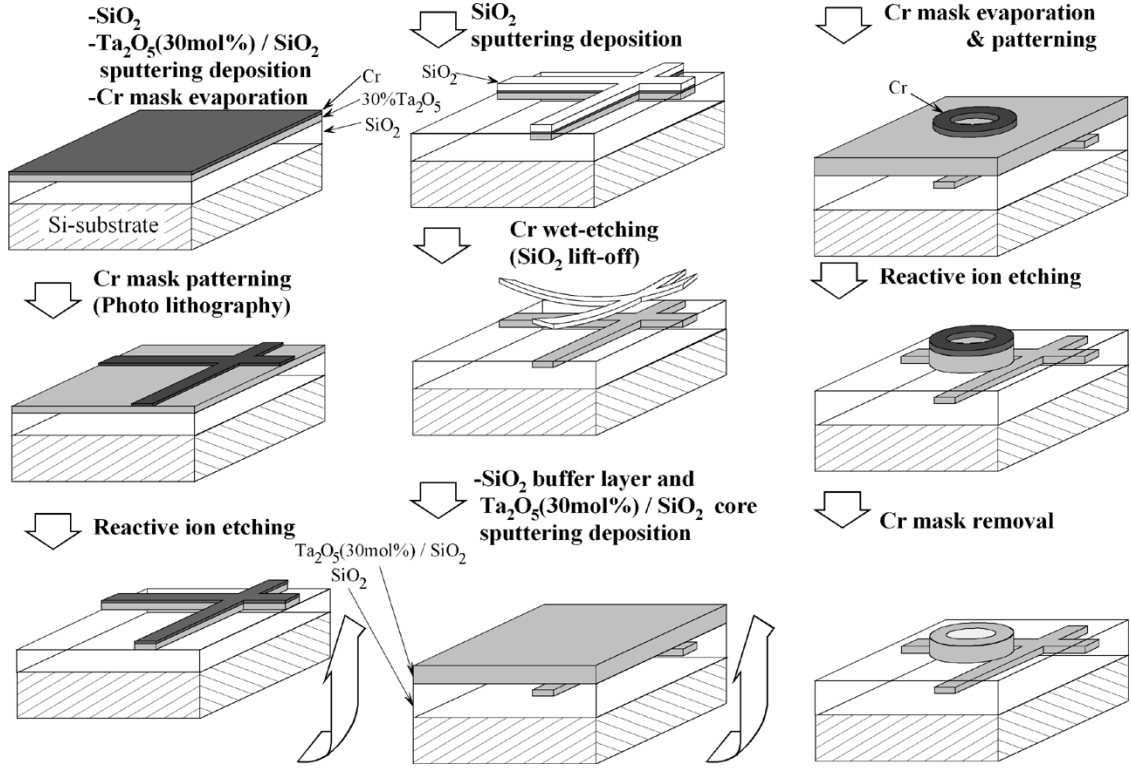 -SiO2
-Ta2O5(30mol%) / SiO2
sputtering deposition
-Cr mask evaporation
Cr
30%Ta2O5
SiO2
Si-substrate
Cr mask patterning
(Photo lithography)
Reactive ion etching
SiO2
sputtering deposition
SiO2
Cr wet-etching
(SiO2 lift-off)
-SiO2 buffer layer and
Ta2O5(30mol%) / SiO2 core
sputtering deposition
Ta2O5(30mol%) / SiO2
SiO2
Cr mask evaporation
& patterning
Cr
Reactive ion etching
Cr mask removal